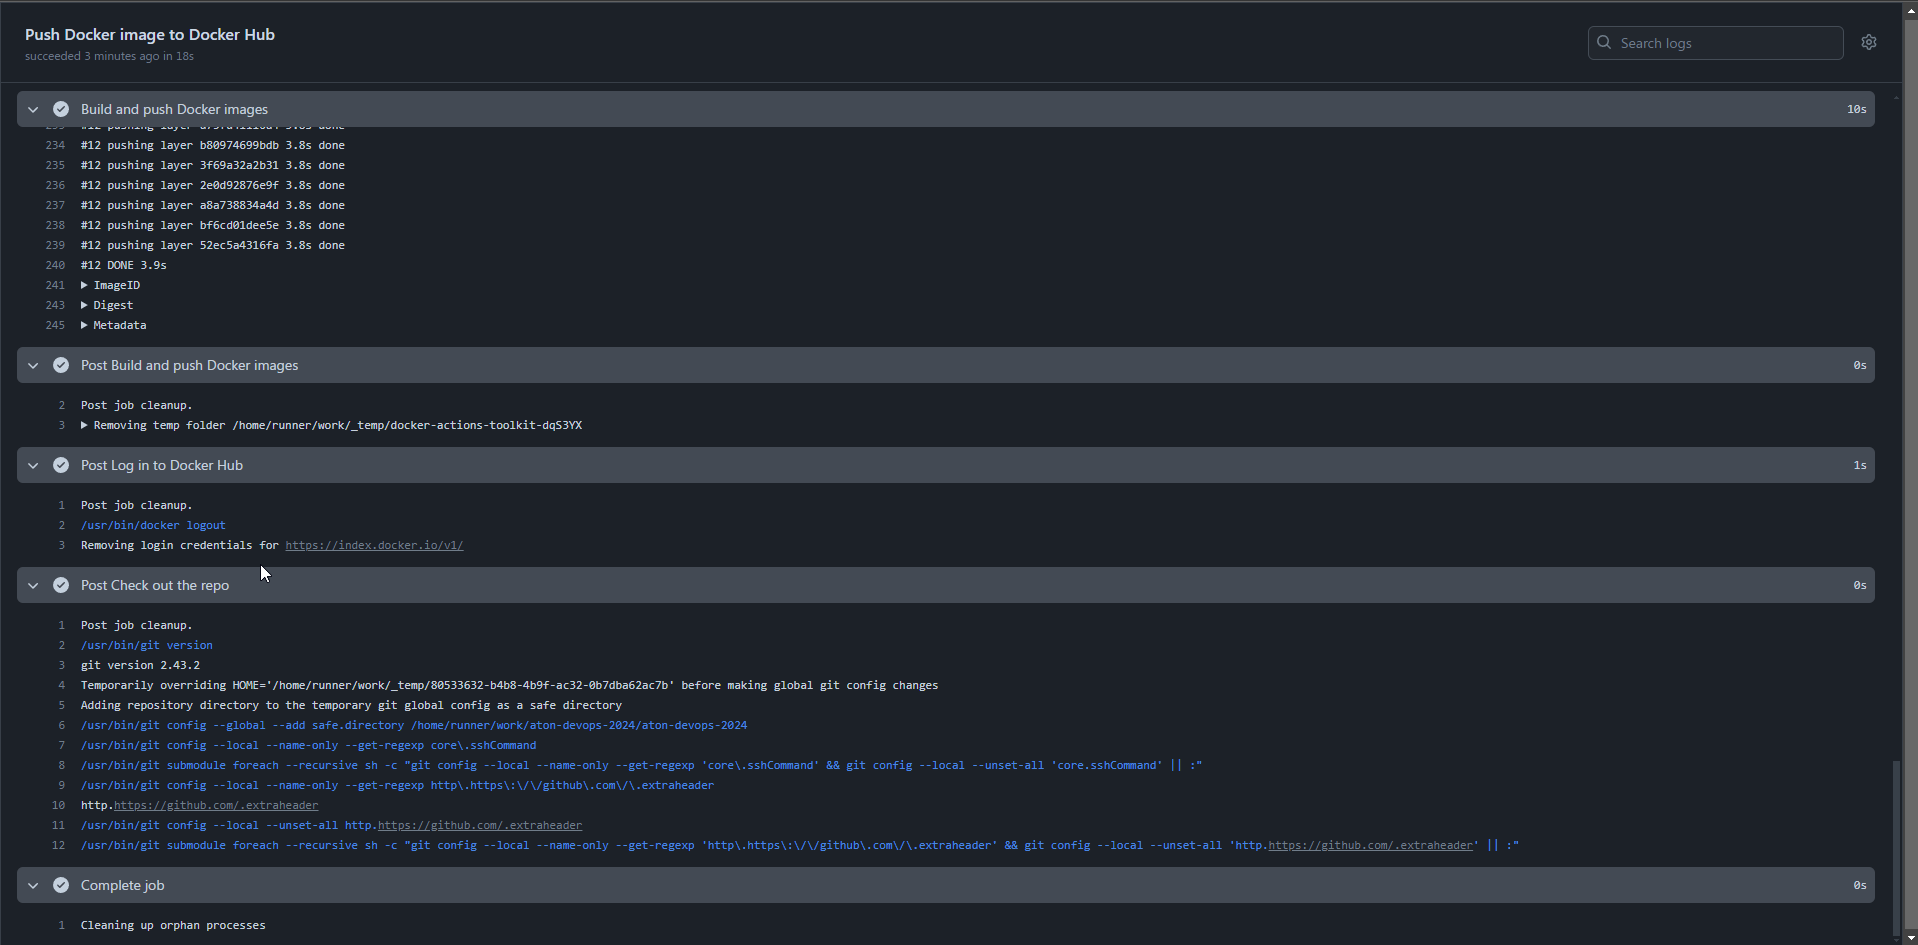 Push Docker image to Docker Hub
succeeded 3 minutes ago in 18s
Search logs
Build and push Docker images 10s
234 #12 pushing layer b80974699bdb 3.8s done
235 #12 pushing layer 3f69a32a2b31 3.8s done
236 #12 pushing layer 2e0d92876e9f 3.8s done
237 #12 pushing layer a8a738834a4d 3.8s done
238 #12 pushing layer bf6cd01dee5e 3.8s done
239 #12 pushing layer 52ec5a4316fa 3.8s done
240 #12 DONE 3.9s
241 ▶ ImageID
243 ▶ Digest
245 ▶ Metadata
Post Build and push Docker images 0s
2 Post job cleanup.
3 ▶ Removing temp folder /home/runner/work/_temp/docker-actions-toolkit-dqS3YX
Post Log in to Docker Hub 1s
1 Post job cleanup.
2 /usr/bin/docker logout
3 Removing login credentials for https://index.docker.io/v1/
Post Check out the repo 0s
1 Post job cleanup.
2 /usr/bin/git version
3 git version 2.43.2
4 Temporarily overriding HOME='/home/runner/work/_temp/80533632-b4b8-4b9f-ac32-0b7dba62ac7b' before making global git config changes
5 Adding repository directory to the temporary git global config as a safe directory
6 /usr/bin/git config --global --add safe.directory /home/runner/work/aton-devops-2024/aton-devops-2024
7 /usr/bin/git config --local --name-only --get-regexp core\.sshCommand
8 /usr/bin/git submodule foreach --recursive sh -c "git config --local --name-only --get-regexp 'core\.sshCommand' && git config --local --unset-all 'core.sshCommand' || :"
9 /usr/bin/git config --local --name-only --get-regexp http\.https\:\/\/github\.com\/\.extraheader
10 http.https://github.com/.extraheader
11 /usr/bin/git config --local --unset-all http.https://github.com/.extraheader
12 /usr/bin/git submodule foreach --recursive sh -c "git config --local --name-only --get-regexp 'http\.https\:\/\/github\.com\/\.extraheader' && git config --local --unset-all 'http.https://github.com/.extraheader' || :"
Complete job 0s
1 Cleaning up orphan processes